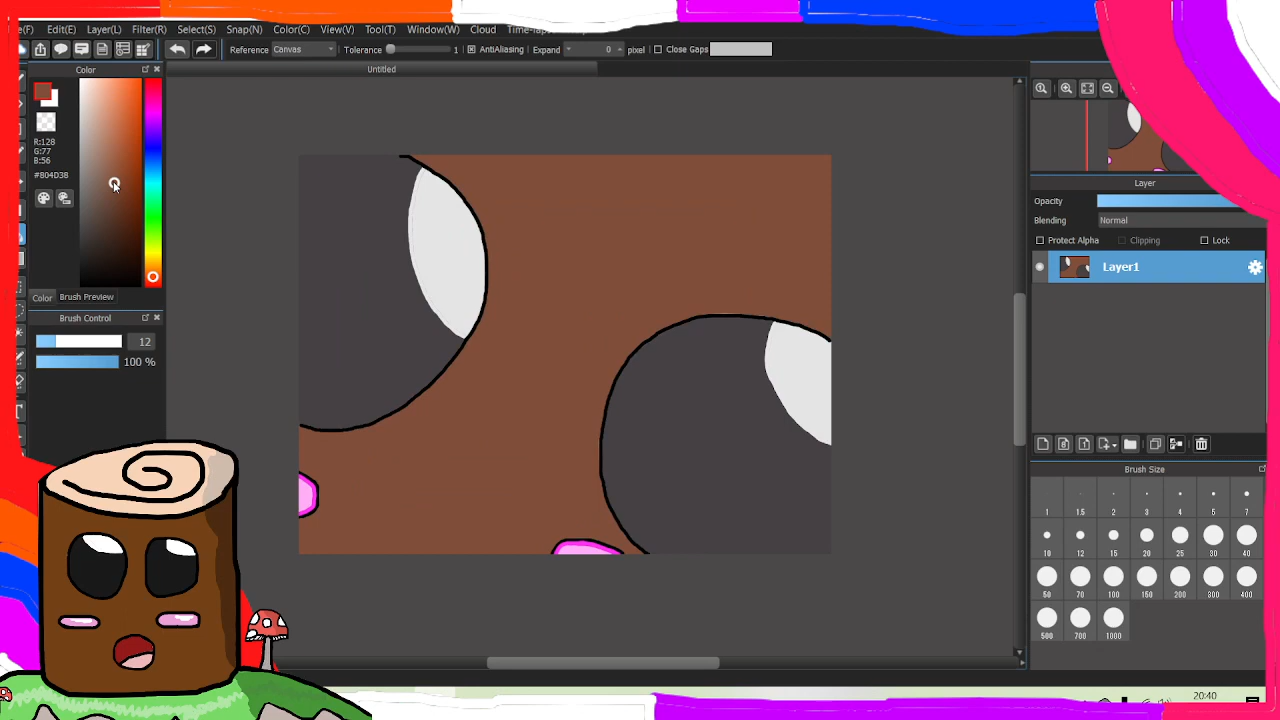 e(F) Edit(E) Layer(L) Filter(R) Select(S) Snap(N) Color(C) View(V) Tool(T) Window(W) Cloud
Reference Canvas Tolerance 1 AntiAliasing Expand 0 pixel Close Gaps
Color
Untitled
R:128
G:77
B:56
#804D38
Color Brush Preview
Brush Control
12
100 %
Layer
Opacity
Blending Normal
Protect Alpha Clipping Lock
Layer1
Brush Size
1 1.5 2 3 4 5 7
10 12 15 20 25 30 40
50 70 100 150 200 300 400
500 700 1000
20:40